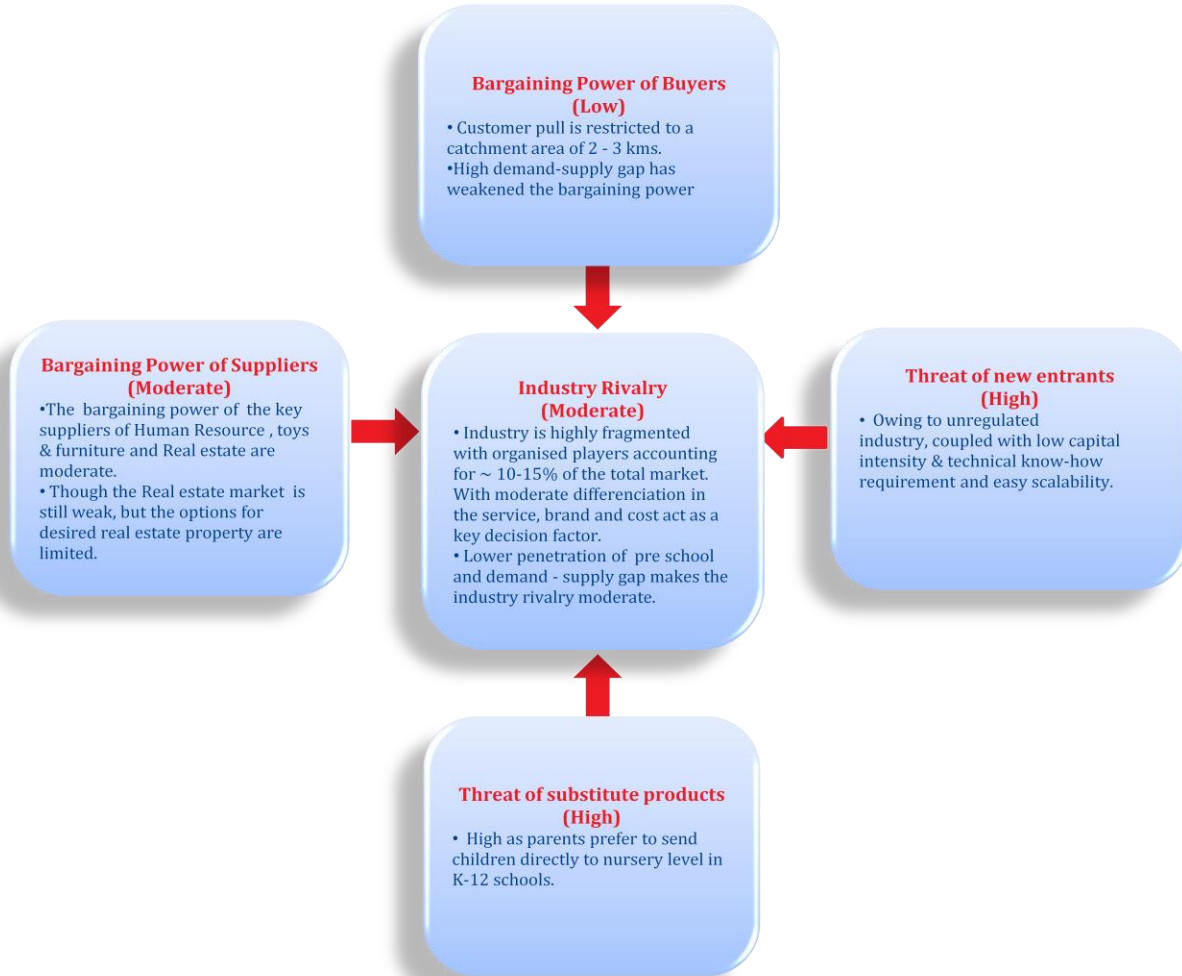 Bargaining Power of Buyers
(Low)
• Customer pull is restricted to a
catchment area of 2 - 3 kms.
•High demand-supply gap has
weakened the bargaining power
Bargaining Power of Suppliers
(Moderate)
•The bargaining power of the key
suppliers of Human Resource , toys
& furniture and Real estate are
moderate.
• Though the Real estate market is
still weak, but the options for
desired real estate property are
limited.
Industry Rivalry
(Moderate)
• Industry is highly fragmented
with organised players accounting
for ~ 10-15% of the total market.
With moderate differenciation in
the service, brand and cost act as a
key decision factor.
• Lower penetration of pre school
and demand - supply gap makes the
industry rivalry moderate.
Threat of new entrants
(High)
• Owing to unregulated
industry, coupled with low capital
intensity & technical know-how
requirement and easy scalability.
Threat of substitute products
(High)
• High as parents prefer to send
children directly to nursery level in
K-12 schools.